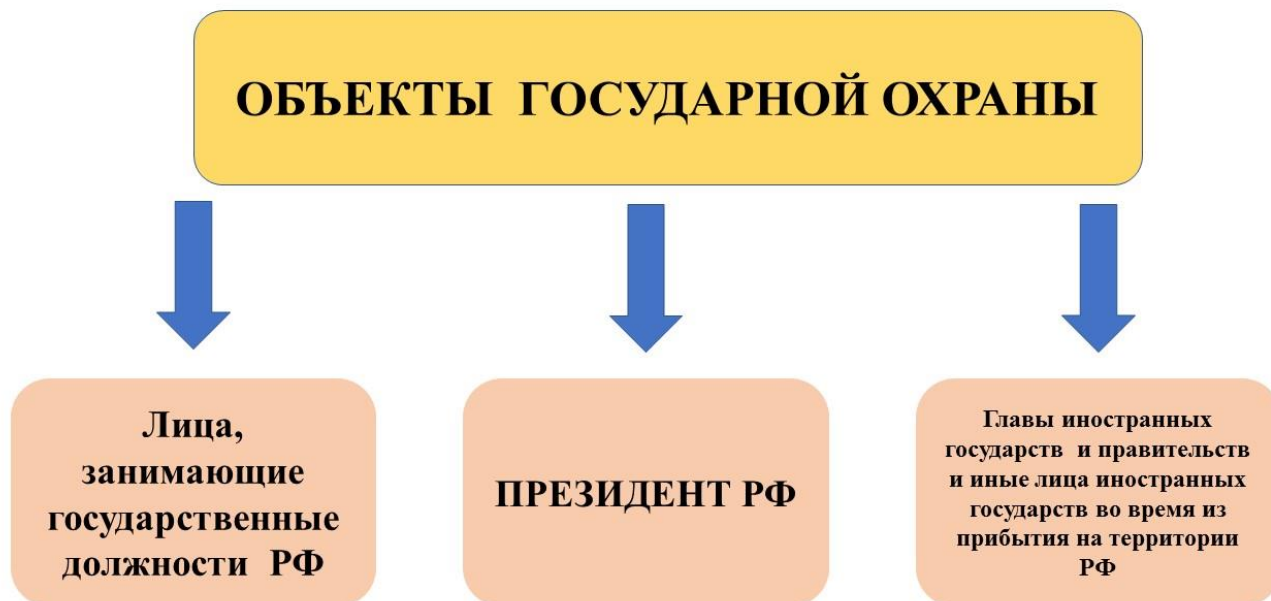 ОБЪЕКТЫ ГОСУДАРНОЙ ОХРАНЫ
Лица,
занимающие
государственные
должности РФ
ПРЕЗИДЕНТ РФ
Главы иностранных
государств и правительств
и иные лица иностранных
государств во время из
прибытия на территории
РФ